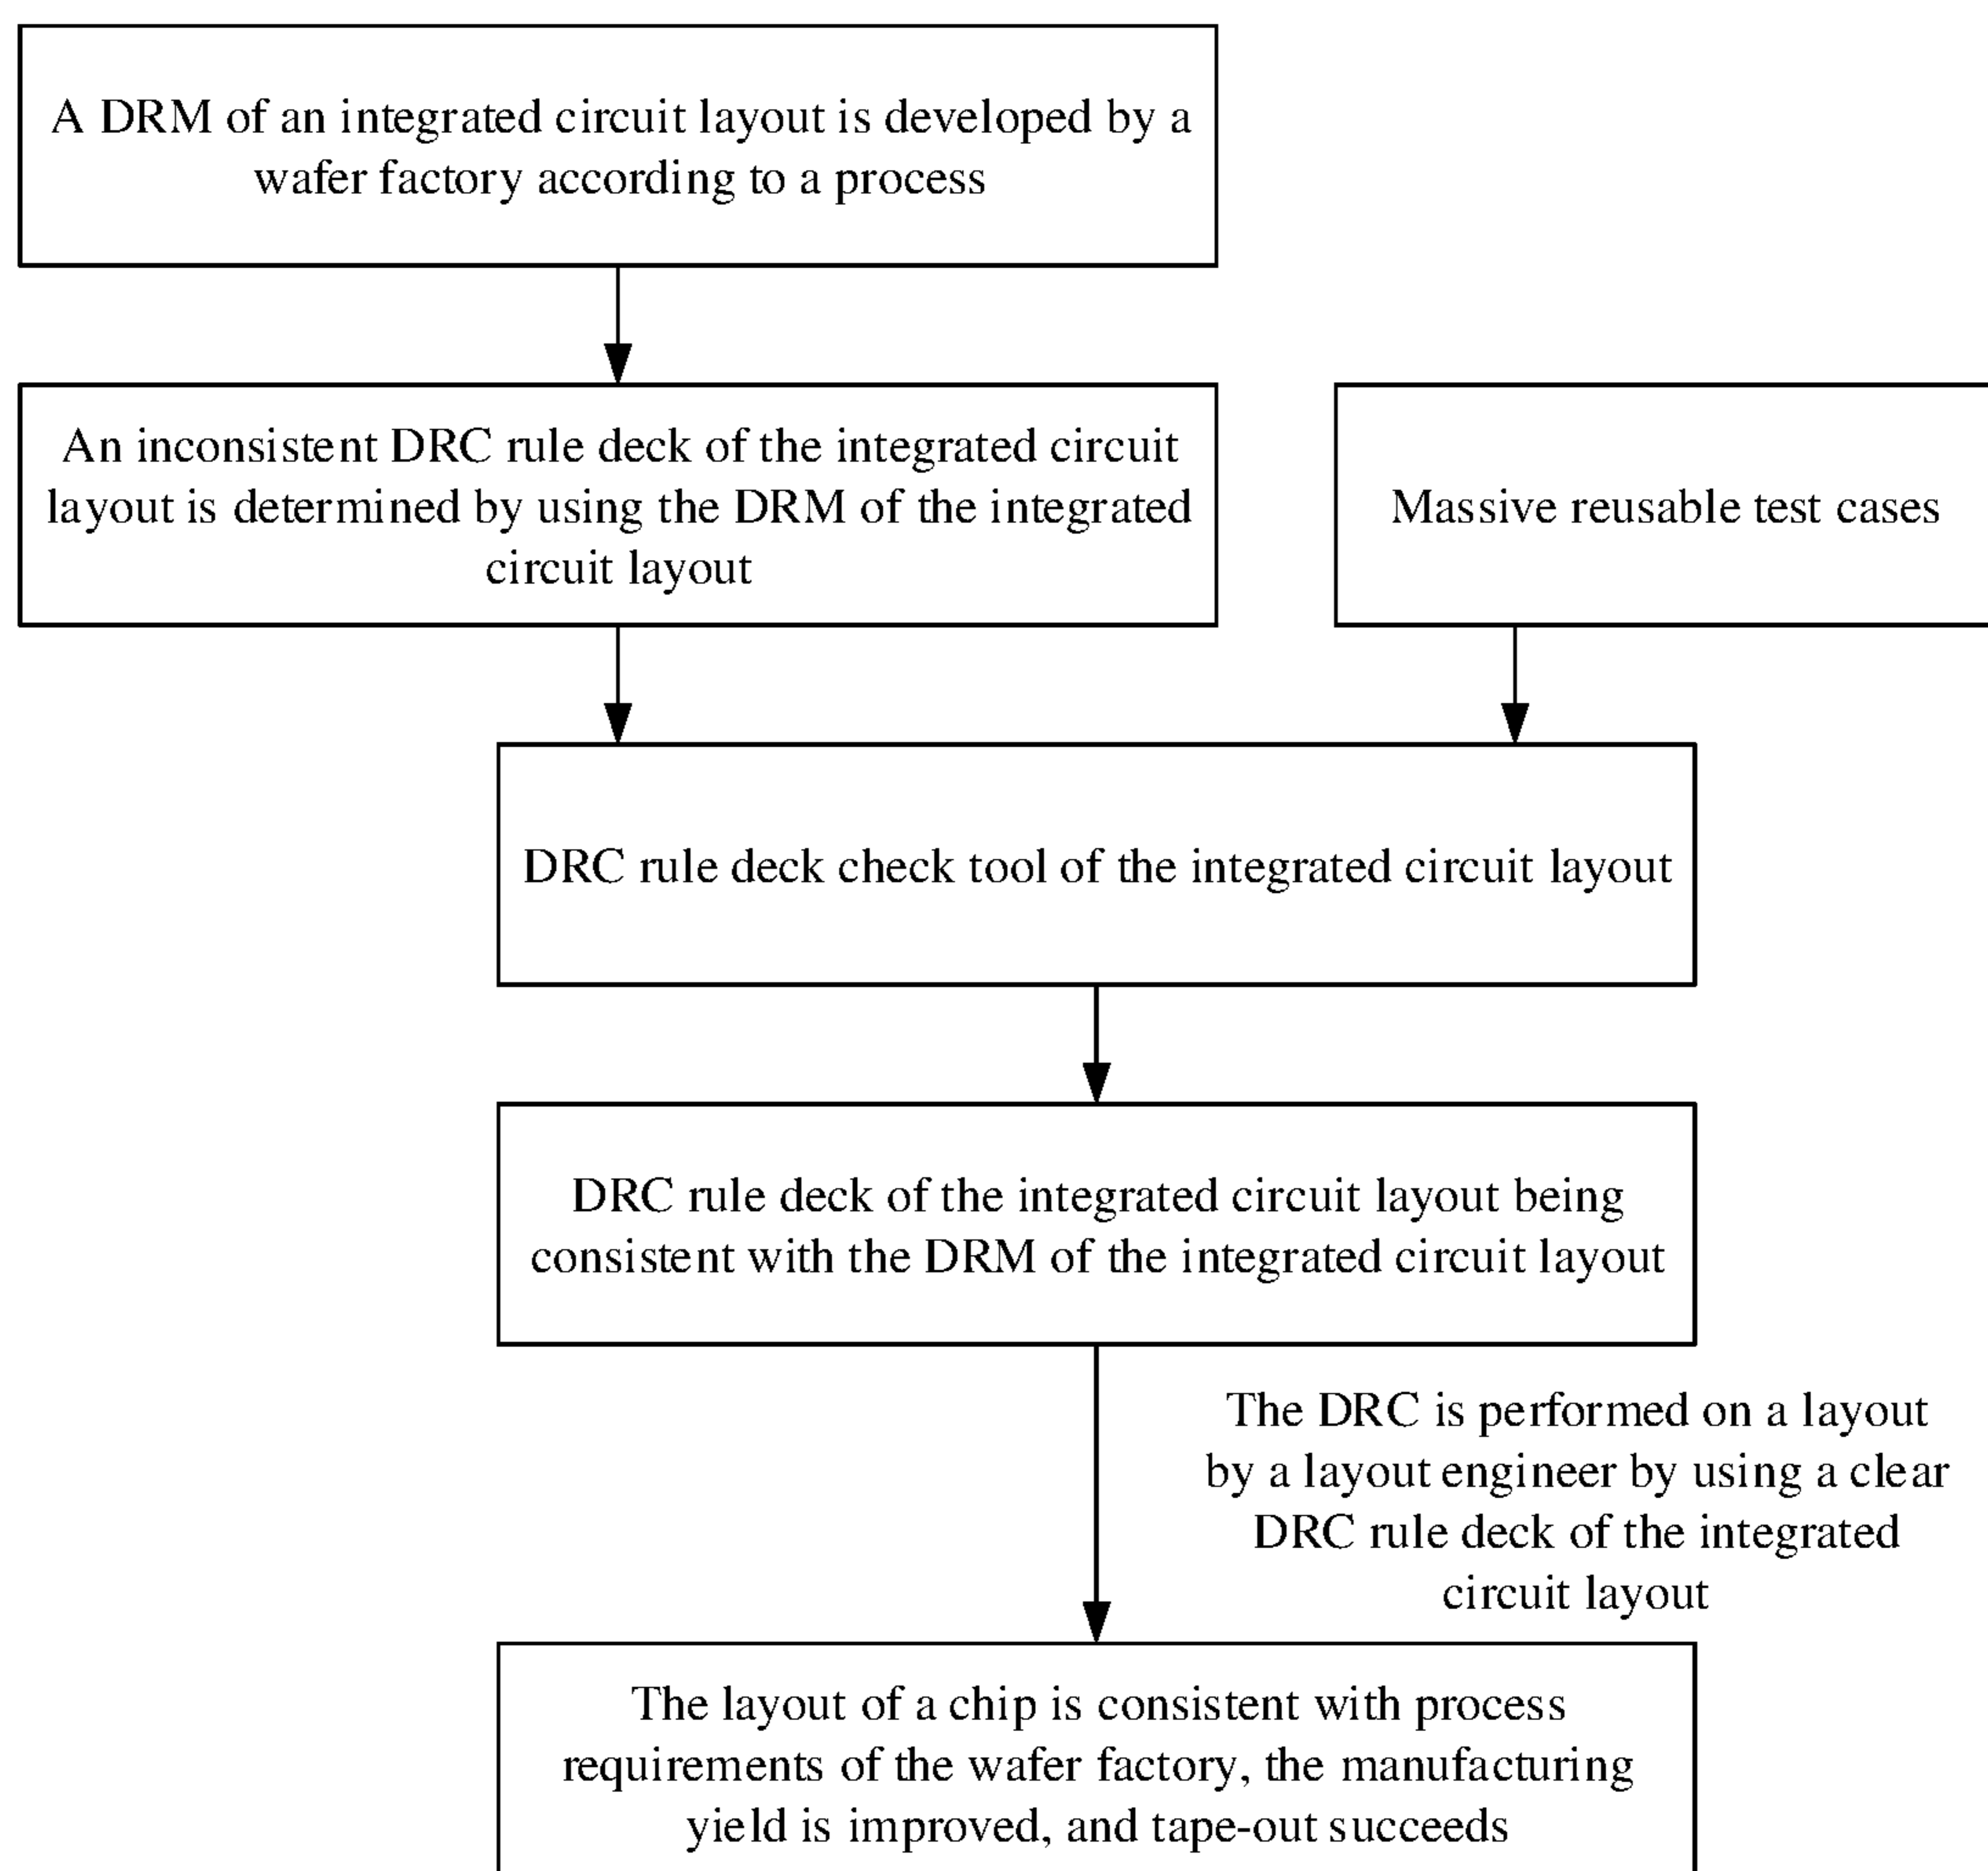 A DRM of an integrated circuit layout is developed by a
wafer factory according to a process
An inconsistent DRC rule deck of the integrated circuit
layout is determined by using the DRM of the integrated
circuit layout
Massive reusable test cases
DRC rule deck check tool of the integrated circuit layout
DRC rule deck of the integrated circuit layout being
consistent with the DRM of the integrated circuit layout
The DRC is performed on a layout
by a layout engineer by using a clear
DRC rule deck of the integrated
circuit layout
The layout of a chip is consistent with process
requirements of the wafer factory, the manufacturing
yield is improved, and tape-out succeeds